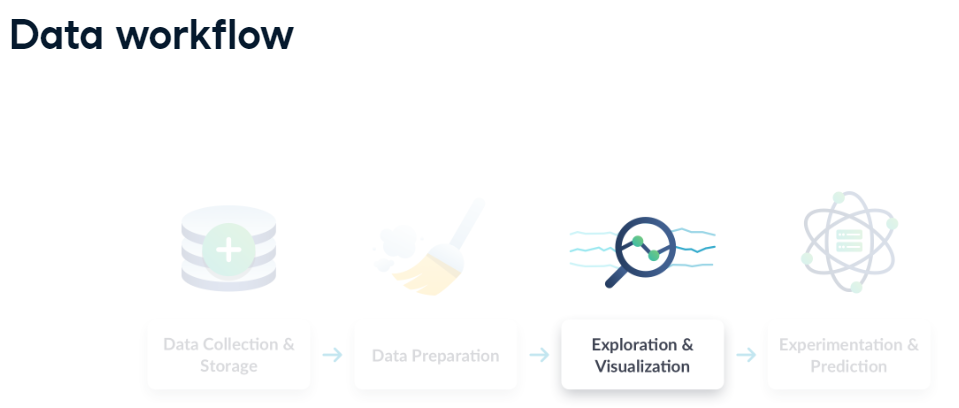 Data workflow
Data Collection &
Storage
Data Preparation
Exploration &
Visualization
Experimentation &
Prediction